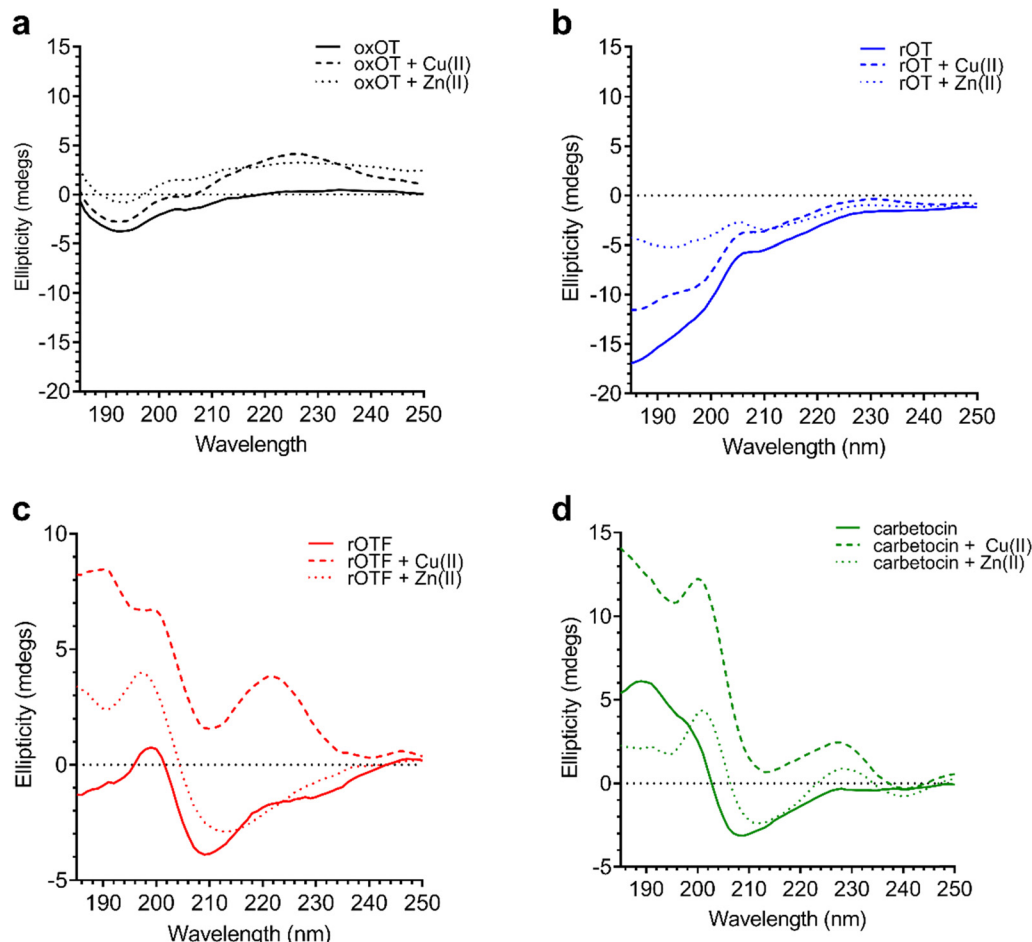 a
oxOT
oxOT + Cu(II)
oxOT + Zn(II)
15
10
5
0
-5
-10
-15
-20
Ellipticity (mdegs)
190 200 210 220 230 240 250
Wavelength
b
rOT
rOT + Cu(II)
rOT + Zn(II)
15
10
5
0
-5
-10
-15
-20
Ellipticity (mdegs)
190 200 210 220 230 240 250
Wavelength (nm)
c
rOTF
rOTF + Cu(II)
rOTF + Zn(II)
10
5
0
-5
Ellipticity (mdegs)
190 200 210 220 230 240 250
Wavelength (nm)
d
carbetocin
carbetocin + Cu(II)
carbetocin + Zn(II)
15
10
5
0
-5
Ellipticity (mdegs)
190 200 210 220 230 240 250
Wavelength (nm)